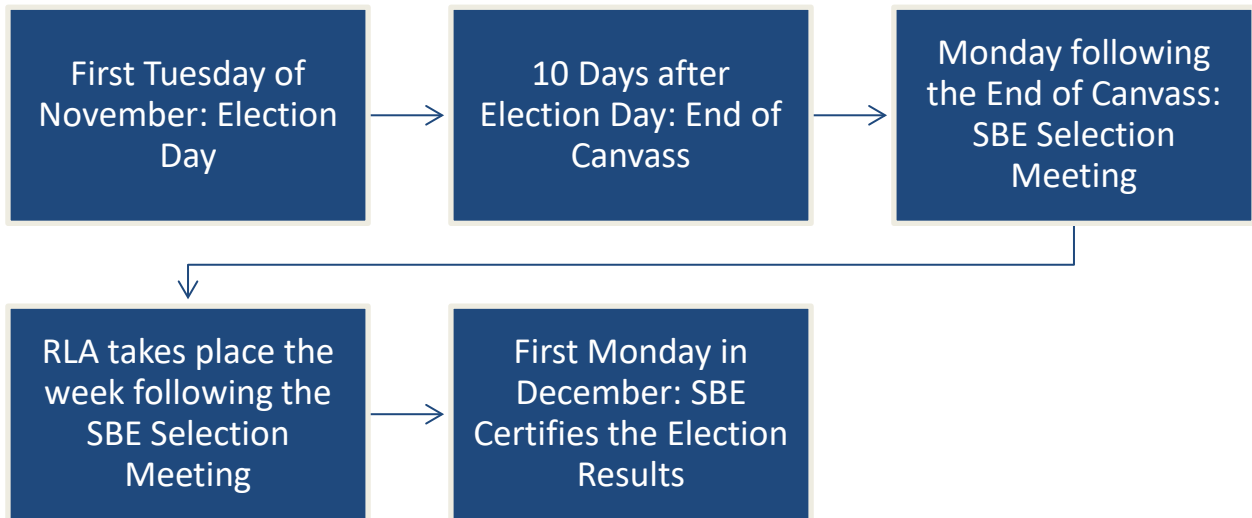 First Tuesday of
November: Election
Day
10 Days after
Election Day: End of
Canvass
Monday following
the End of Canvass:
SBE Selection
Meeting
RLA takes place the
week following the
SBE Selection
Meeting
First Monday in
December: SBE
Certifies the Election
Results